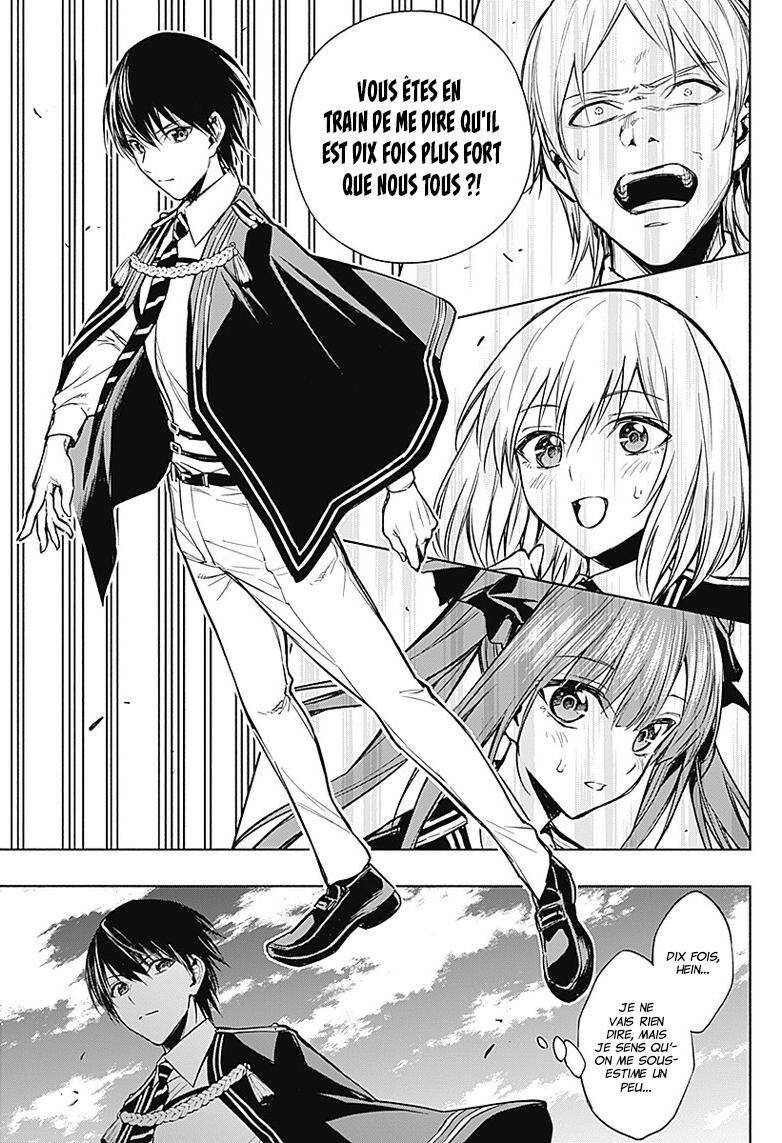 VOUS ÊTES EN
TRAIN DE ME DIRE QU'IL
EST DIX FOIS PLUS FORT
QUE NOUS TOUS ?!
DIX FOIS,
HEIN...
JE NE
VAIS RIEN
DIRE, MAIS
JE SENS QU'-
ON ME SOUS-
ESTIME UN
PEU...